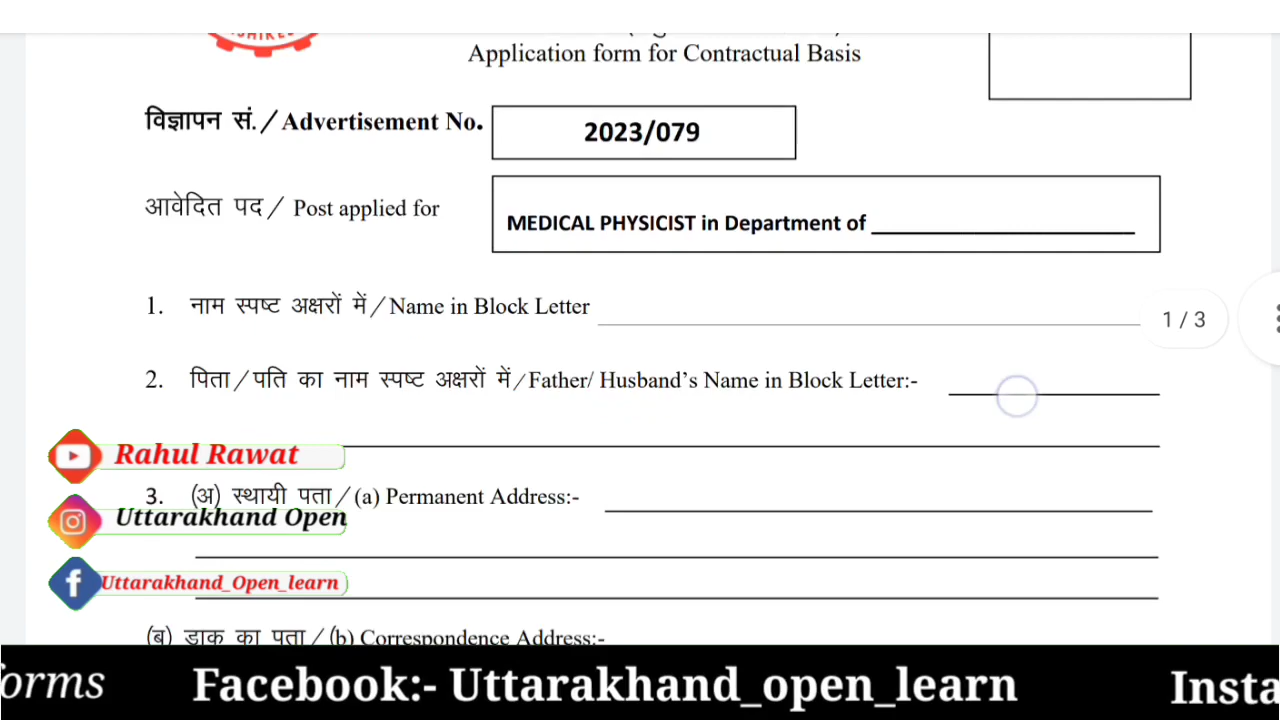 Application form for Contractual Basis
विज्ञापन सं./Advertisement No.
2023/079
आवेदित पद/ Post applied for
MEDICAL PHYSICIST in Department of
1. नाम स्पष्ट अक्षरों में/Name in Block Letter
1 / 3
2. पिता/पति का नाम स्पष्ट अक्षरों में/Father/ Husband's Name in Block Letter:-
Rahul Rawat
3. (अ) स्थायी पता/(a) Permanent Address:-
Uttarakhand Open
Uttarakhand_Open_learn
(ब) डाक का पता/(b) Correspondence Address:-
orms Facebook:- Uttarakhand_open_learn Insta